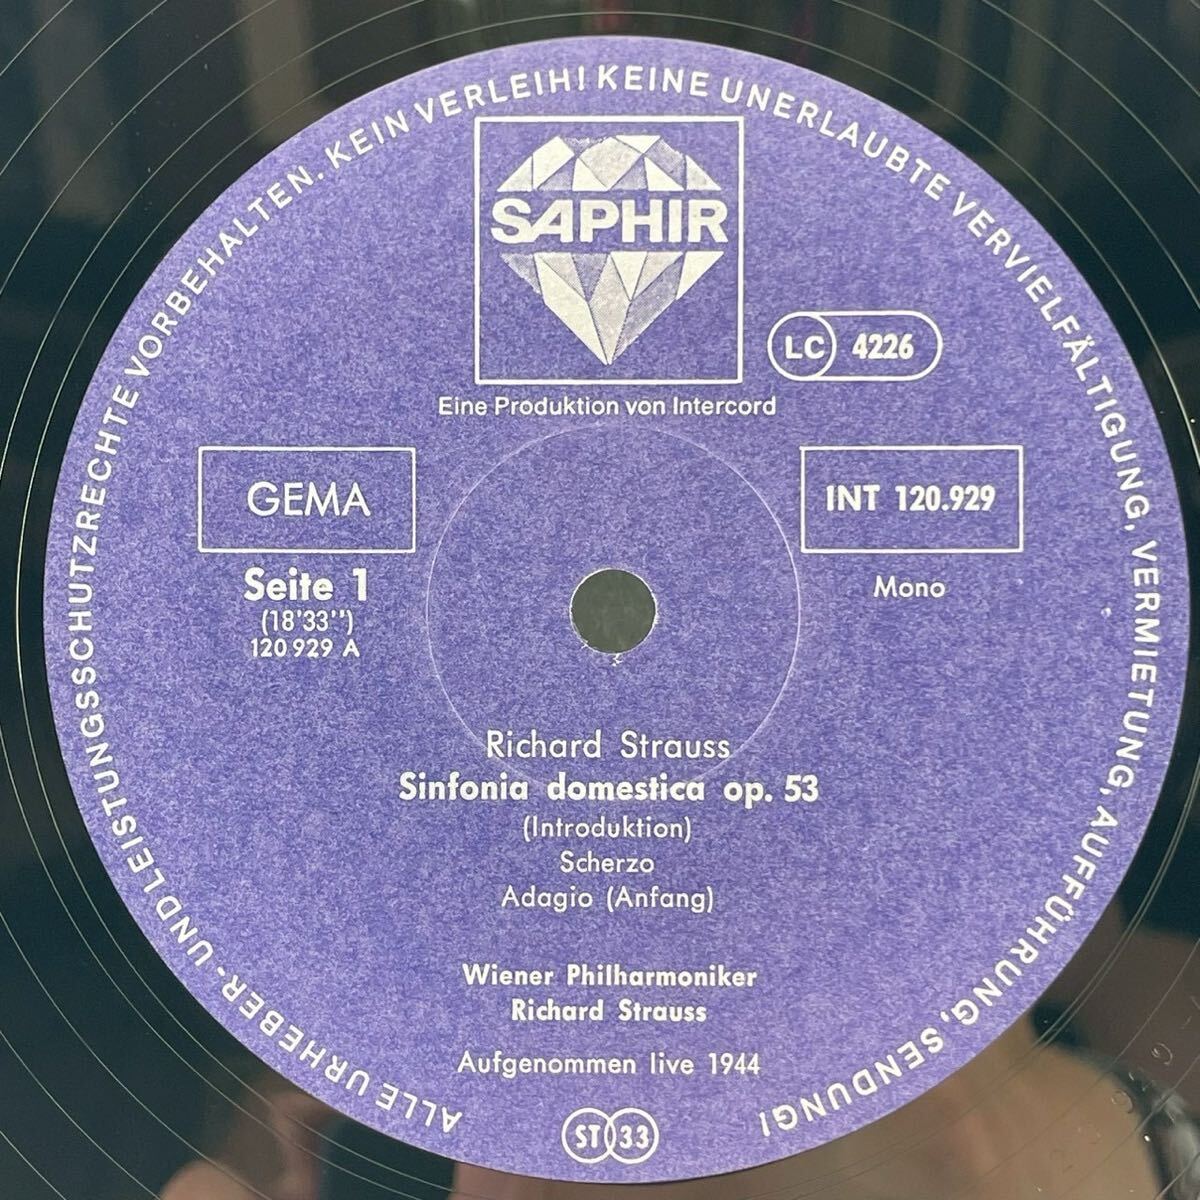 ALLE URHEBER- UND LEISTUNGSSCHUTZRECHTE VORBEHALTEN. KEIN VERLEIH! KEINE UNERLAUBTE VERVIELFÄLTIGUNG, VERMIETUNG, AUFFÜHRUNG, SENDUNG!
SAPHIR
LC 4226
Eine Produktion von Intercord
GEMA
INT 120.929
Seite 1
Mono
(18'33'')
120 929 A
Richard Strauss
Sinfonia domestica op. 53
(Introduktion)
Scherzo
Adagio (Anfang)
Wiener Philharmoniker
Richard Strauss
Aufgenommen live 1944
ST 33